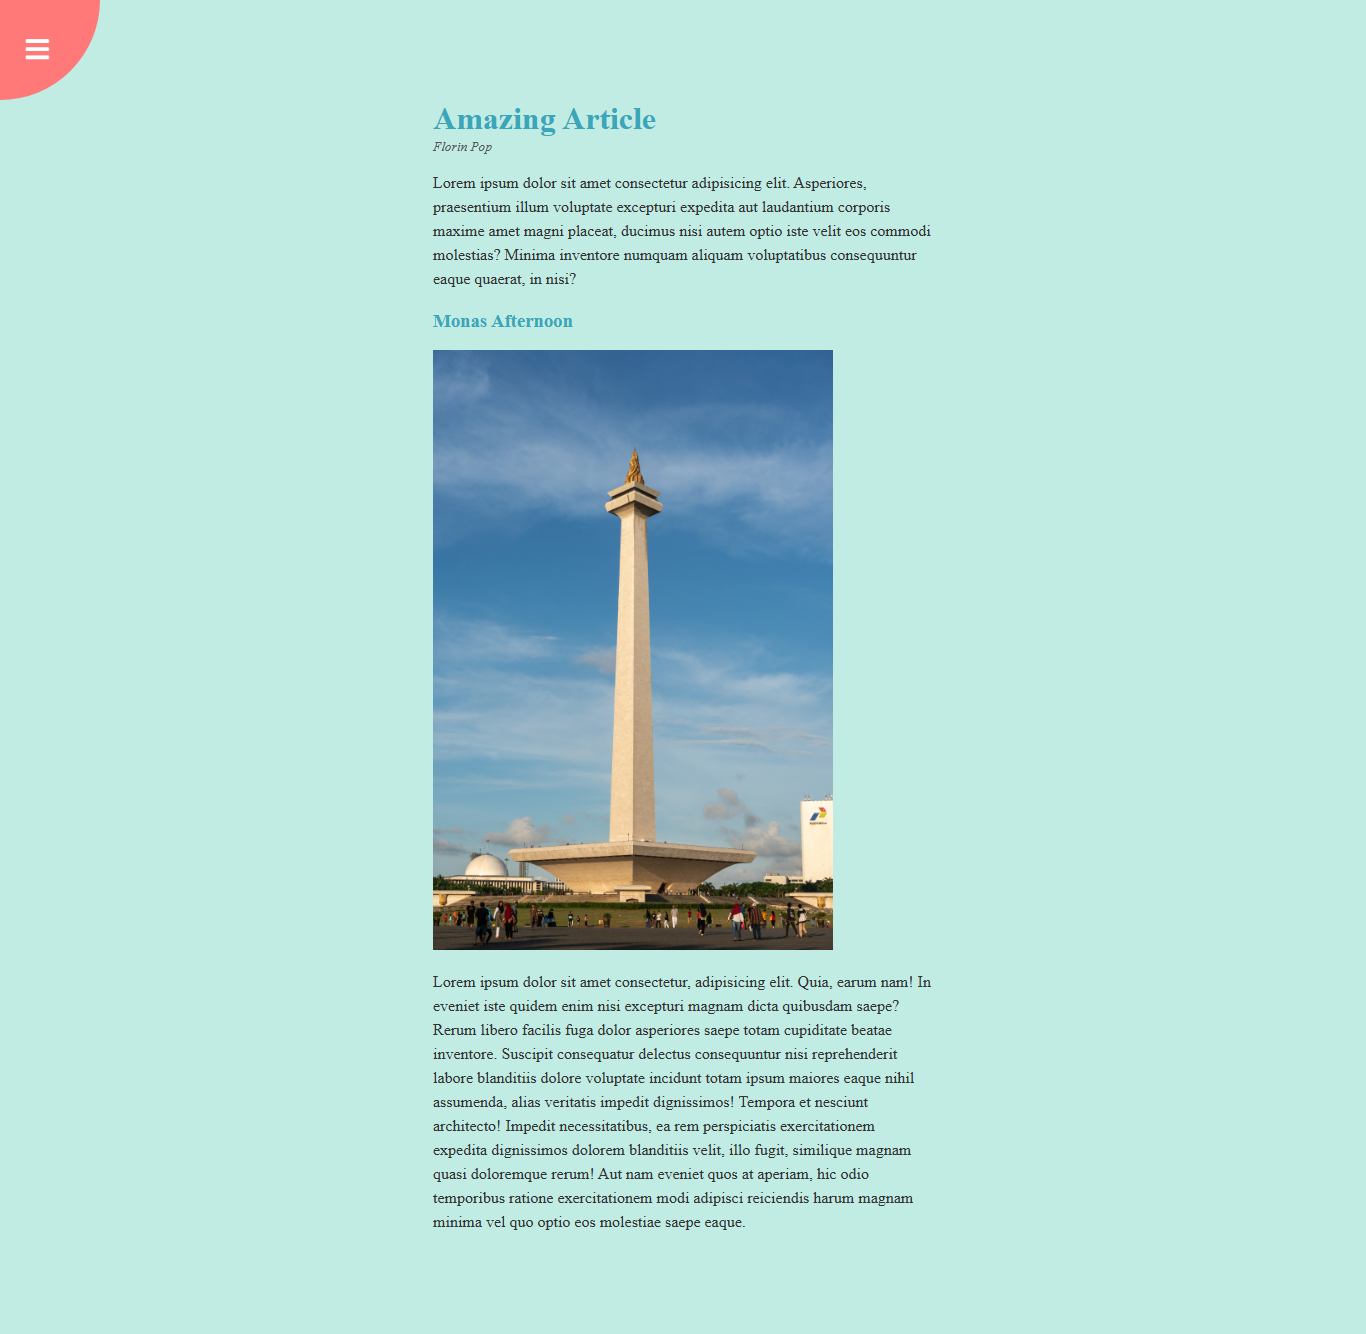 Amazing Article
Florin Pop
Lorem ipsum dolor sit amet consectetur adipisicing elit. Asperiores,
praesentium illum voluptate excepturi expedita aut laudantium corporis
maxime amet magni placeat, ducimus nisi autem optio iste velit eos commodi
molestias? Minima inventore numquam aliquam voluptatibus consequuntur
eaque quaerat, in nisi?
Monas Afternoon
Lorem ipsum dolor sit amet consectetur, adipisicing elit. Quia, earum nam! In
eveniet iste quidem enim nisi excepturi magnam dicta quibusdam saepe?
Rerum libero facilis fuga dolor asperiores saepe totam cupiditate beatae
inventore. Suscipit consequatur delectus consequuntur nisi reprehenderit
labore blanditiis dolore voluptate incidunt totam ipsum maiores eaque nihil
assumenda, alias veritatis impedit dignissimos! Tempora et nesciunt
architecto! Impedit necessitatibus, ea rem perspiciatis exercitationem
expedita dignissimos dolorem blanditiis velit, illo fugit, similique magnam
quasi doloremque rerum! Aut nam eveniet quos at aperiam, hic odio
temporibus ratione exercitationem modi adipisci reiciendis harum magnam
minima vel quo optio eos molestiae saepe eaque.